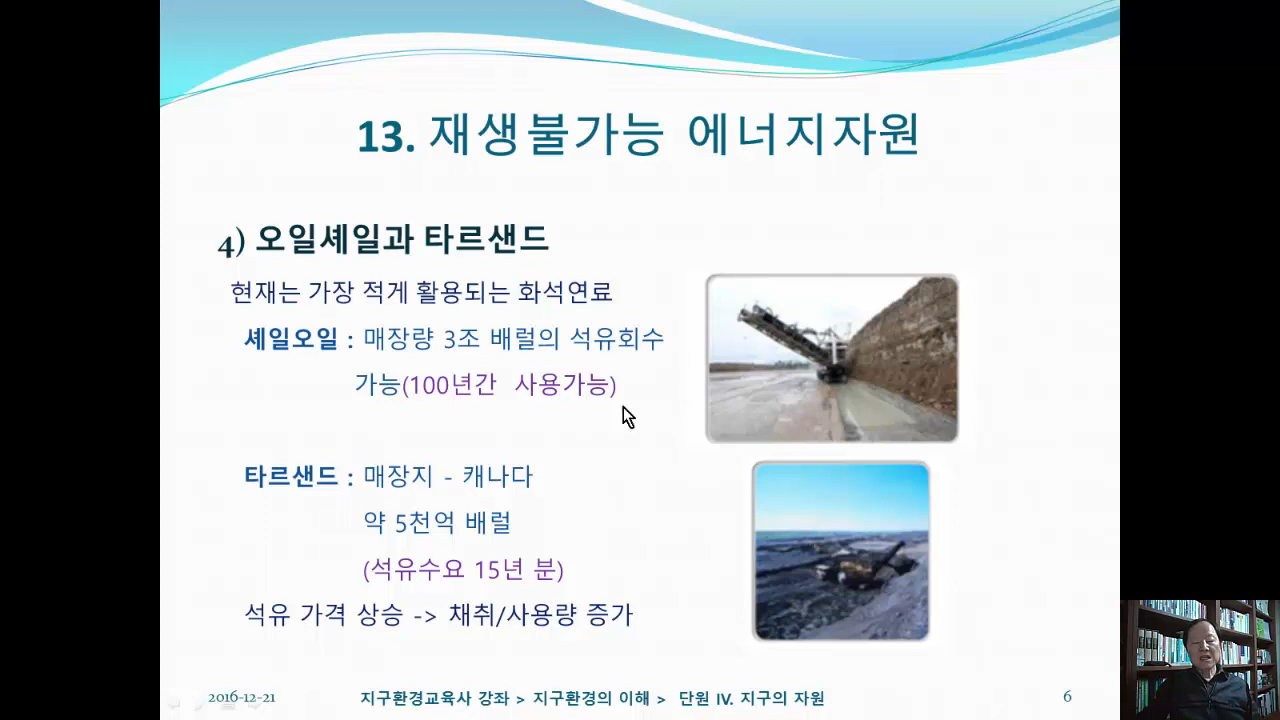 13. 재생불가능 에너지자원
4) 오일셰일과 타르샌드
현재는 가장 적게 활용되는 화석연료
셰일오일 : 매장량 3조 배럴의 석유회수
가능(100년간 사용가능)
타르샌드 : 매장지 - 캐나다
약 5천억 배럴
(석유수요 15년 분)
석유 가격 상승 -> 채취/사용량 증가
2016-12-21
지구환경교육사 강좌 > 지구환경의 이해 > 단원 IV. 지구의 자원
6